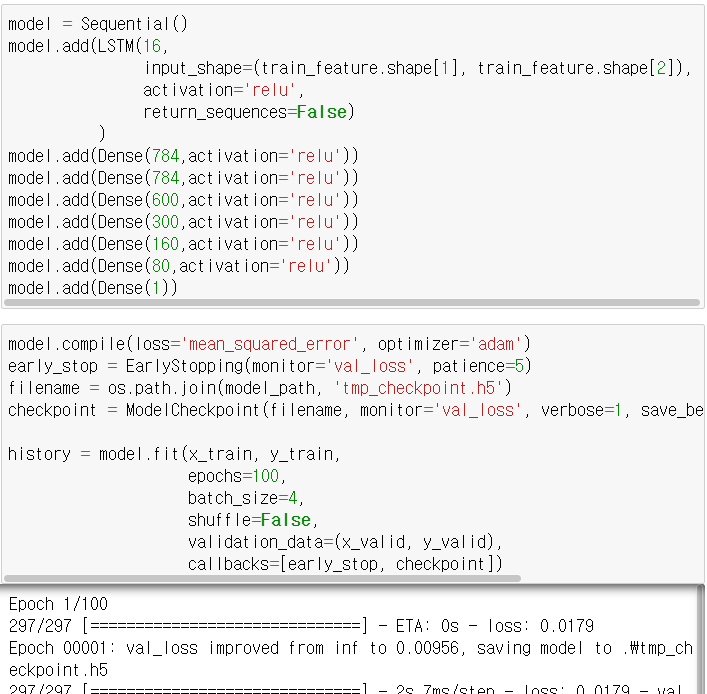 model = Sequential()
model.add(LSTM(16,
               input_shape=(train_feature.shape[1], train_feature.shape[2]),
               activation='relu',
               return_sequences=False)
          )
model.add(Dense(784,activation='relu'))
model.add(Dense(784,activation='relu'))
model.add(Dense(600,activation='relu'))
model.add(Dense(300,activation='relu'))
model.add(Dense(160,activation='relu'))
model.add(Dense(80,activation='relu'))
model.add(Dense(1))
model.compile(loss='mean_squared_error', optimizer='adam')
early_stop = EarlyStopping(monitor='val_loss', patience=5)
filename = os.path.join(model_path, 'tmp_checkpoint.h5')
checkpoint = ModelCheckpoint(filename, monitor='val_loss', verbose=1, save_be
history = model.fit(x_train, y_train,
                    epochs=100,
                    batch_size=4,
                    shuffle=False,
                    validation_data=(x_valid, y_valid),
                    callbacks=[early_stop, checkpoint])
Epoch 1/100
297/297 [==============================] - ETA: 0s - loss: 0.0179
Epoch 00001: val_loss improved from inf to 0.00956, saving model to .₩tmp_ch
eckpoint.h5
297/297 [==============================] - 2s 7ms/step - loss: 0.0179 - val